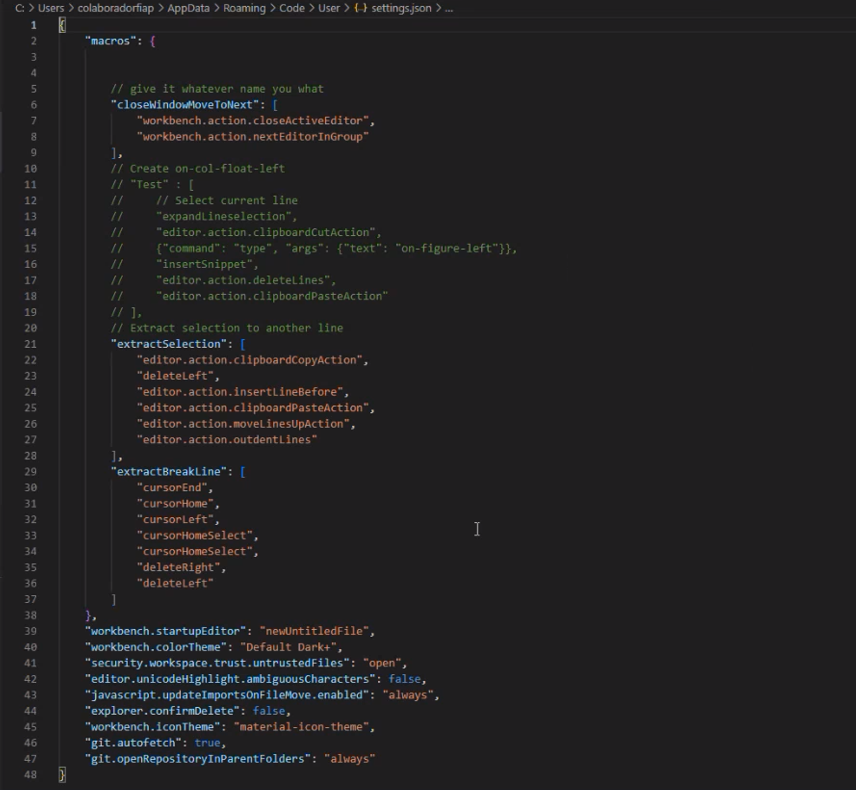 C: > Users > colaboradorfiap > AppData > Roaming > Code > User > {··} settings.json > ...
1 {
2 "macros": {
3
4
5 // give it whatever name you what
6 "closeWindowMoveToNext": [
7 "workbench.action.closeActiveEditor",
8 "workbench.action.nextEditorInGroup"
9 ],
10 // Create on-col-float-left
11 // "Test" : [
12 // // Select current line
13 // "expandLineselection",
14 // "editor.action.clipboardCutAction",
15 // {"command": "type", "args": {"text": "on-figure-left"}},
16 // "insertSnippet",
17 // "editor.action.deleteLines",
18 // "editor.action.clipboardPasteAction"
19 // ],
20 // Extract selection to another line
21 "extractSelection": [
22 "editor.action.clipboardCopyAction",
23 "deleteLeft",
24 "editor.action.insertLineBefore",
25 "editor.action.clipboardPasteAction",
26 "editor.action.moveLinesUpAction",
27 "editor.action.outdentLines"
28 ],
29 "extractBreakLine": [
30 "cursorEnd",
31 "cursorHome",
32 "cursorLeft",
33 "cursorHomeSelect",
34 "cursorHomeSelect",
35 "deleteRight",
36 "deleteLeft"
37 ]
38 },
39 "workbench.startupEditor": "newUntitledFile",
40 "workbench.colorTheme": "Default Dark+",
41 "security.workspace.trust.untrustedFiles": "open",
42 "editor.unicodeHighlight.ambiguousCharacters": false,
43 "javascript.updateImportsOnFileMove.enabled": "always",
44 "explorer.confirmDelete": false,
45 "workbench.iconTheme": "material-icon-theme",
46 "git.autofetch": true,
47 "git.openRepositoryInParentFolders": "always"
48 }